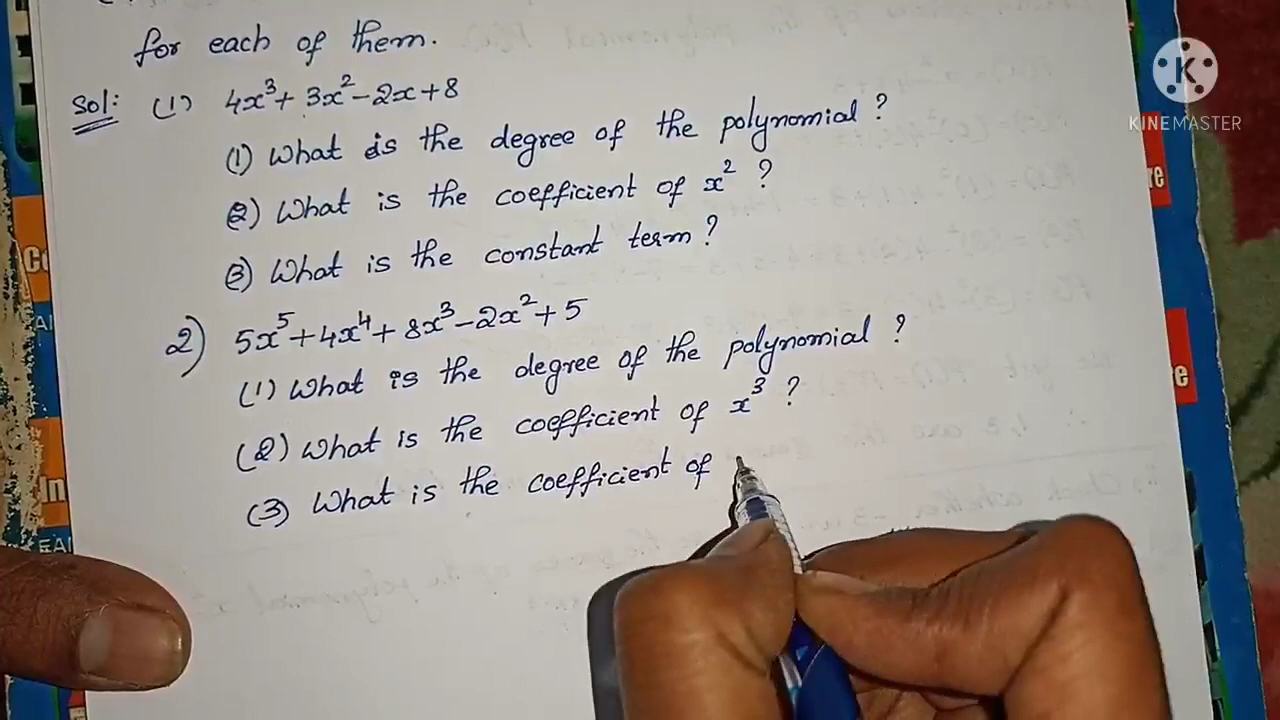 for each of them.
Sol: (1) 4x³ + 3x² - 2x + 8
(1) What is the degree of the polynomial?
(2) What is the coefficient of x²?
(3) What is the constant term?
2) 5x⁵ + 4x⁴ + 8x³ - 2x² + 5
(1) What is the degree of the polynomial?
(2) What is the coefficient of x³?
(3) What is the coefficient of
KINEMASTER